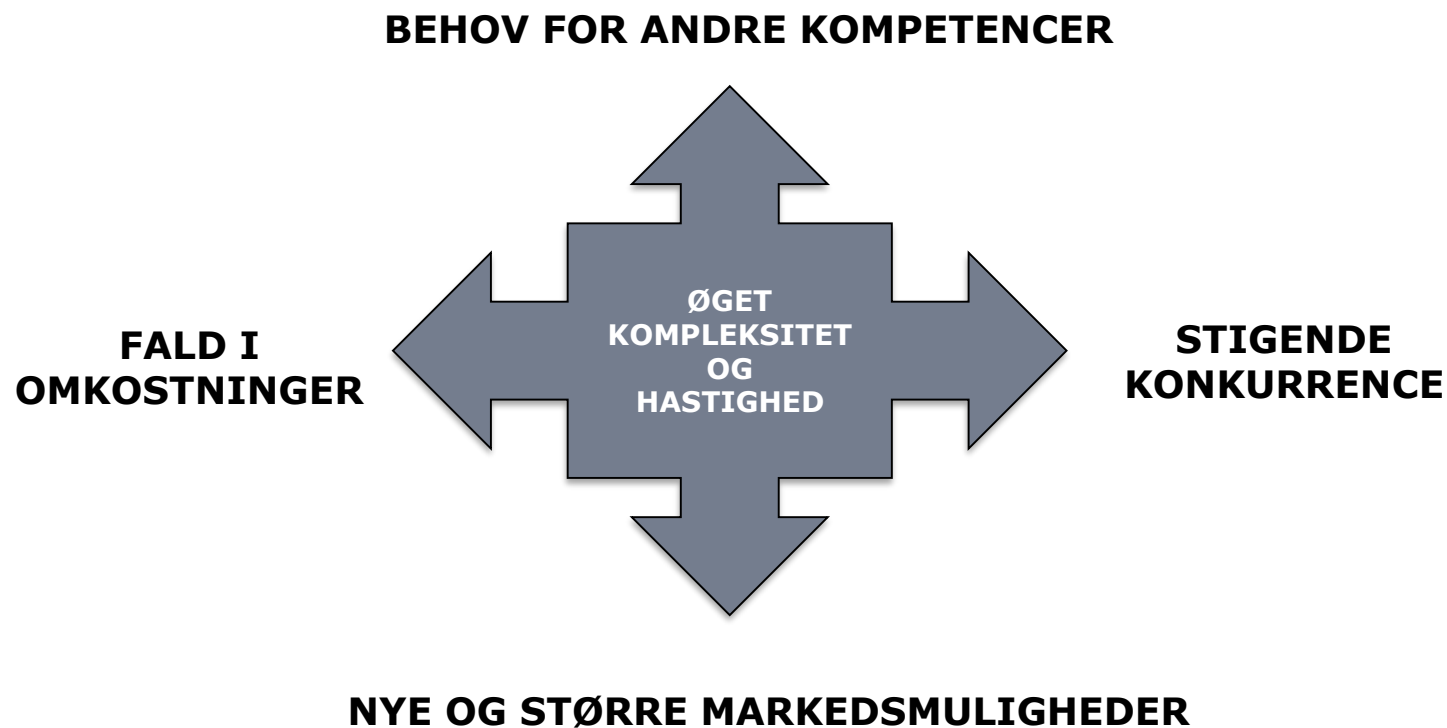 BEHOV FOR ANDRE KOMPETENCER
ØGET
KOMPLEKSITET
OG
HASTIGHED
FALD I
OMKOSTNINGER
STIGENDE
KONKURRENCE
NYE OG STØRRE MARKEDSMULIGHEDER